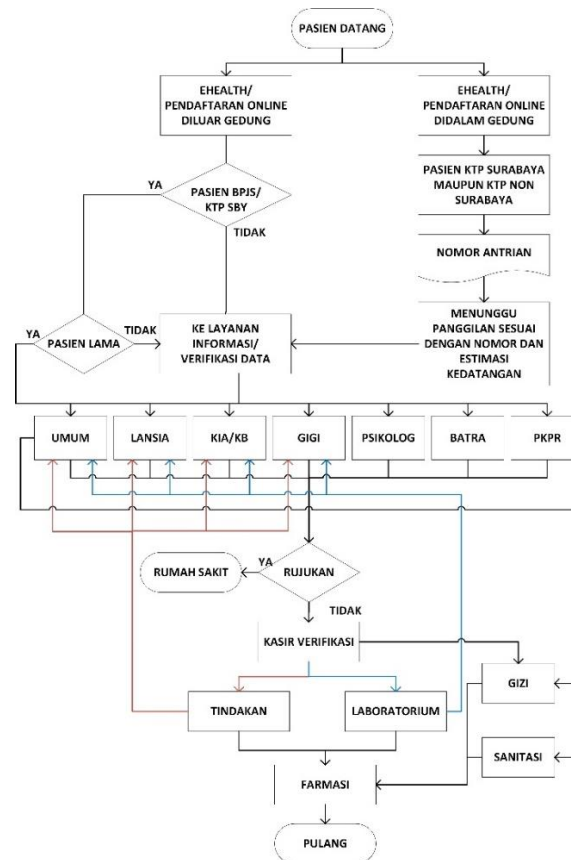 PASIEN DATANG
EHEALTH/
PENDAFTARAN ONLINE
DILUAR GEDUNG
EHEALTH/
PENDAFTARAN ONLINE
DIDALAM GEDUNG
YA
PASIEN BPJS/
KTP SBY
TIDAK
PASIEN KTP SURABAYA
MAUPUN KTP NON
SURABAYA
NOMOR ANTRIAN
YA
PASIEN LAMA
TIDAK
KE LAYANAN
INFORMASI/
VERIFIKASI DATA
MENUNGGU
PANGGILAN SESUAI
DENGAN NOMOR DAN
ESTIMASI
KEDATANGAN
UMUM
LANSIA
KIA/KB
GIGI
PSIKOLOG
BATRA
PKPR
RUMAH SAKIT
YA
RUJUKAN
TIDAK
KASIR VERIFIKASI
GIZI
TINDAKAN
LABORATORIUM
SANITASI
FARMASI
PULANG